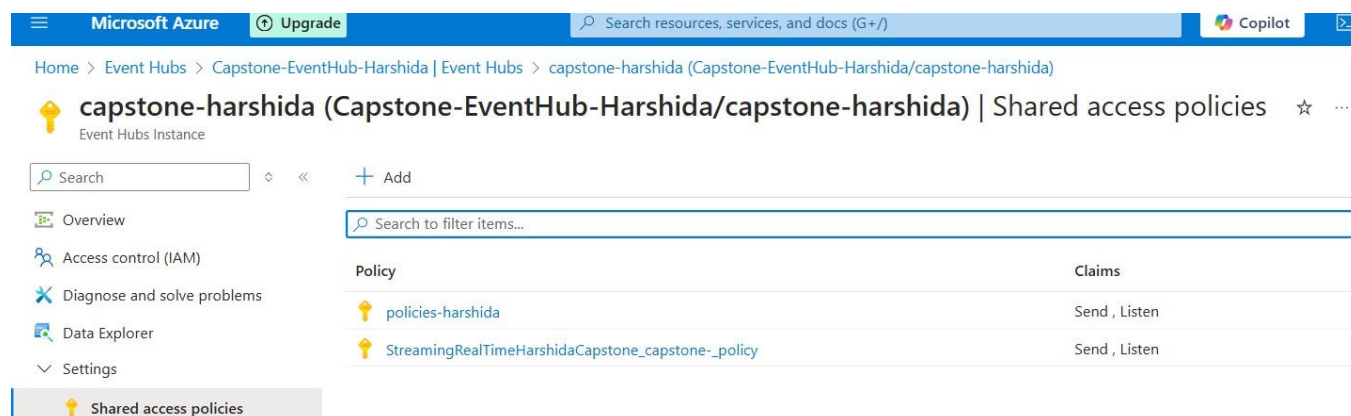 Microsoft Azure Upgrade Search resources, services, and docs (G+/) Copilot
Home > Event Hubs > Capstone-EventHub-Harshida | Event Hubs > capstone-harshida (Capstone-EventHub-Harshida/capstone-harshida)
capstone-harshida (Capstone-EventHub-Harshida/capstone-harshida) | Shared access policies
Event Hubs Instance
Search
Add
Overview
Search to filter items...
Access control (IAM)
Policy Claims
Diagnose and solve problems
policies-harshida Send , Listen
Data Explorer
StreamingRealTimeHarshidaCapstone_capstone-_policy Send , Listen
Settings
Shared access policies